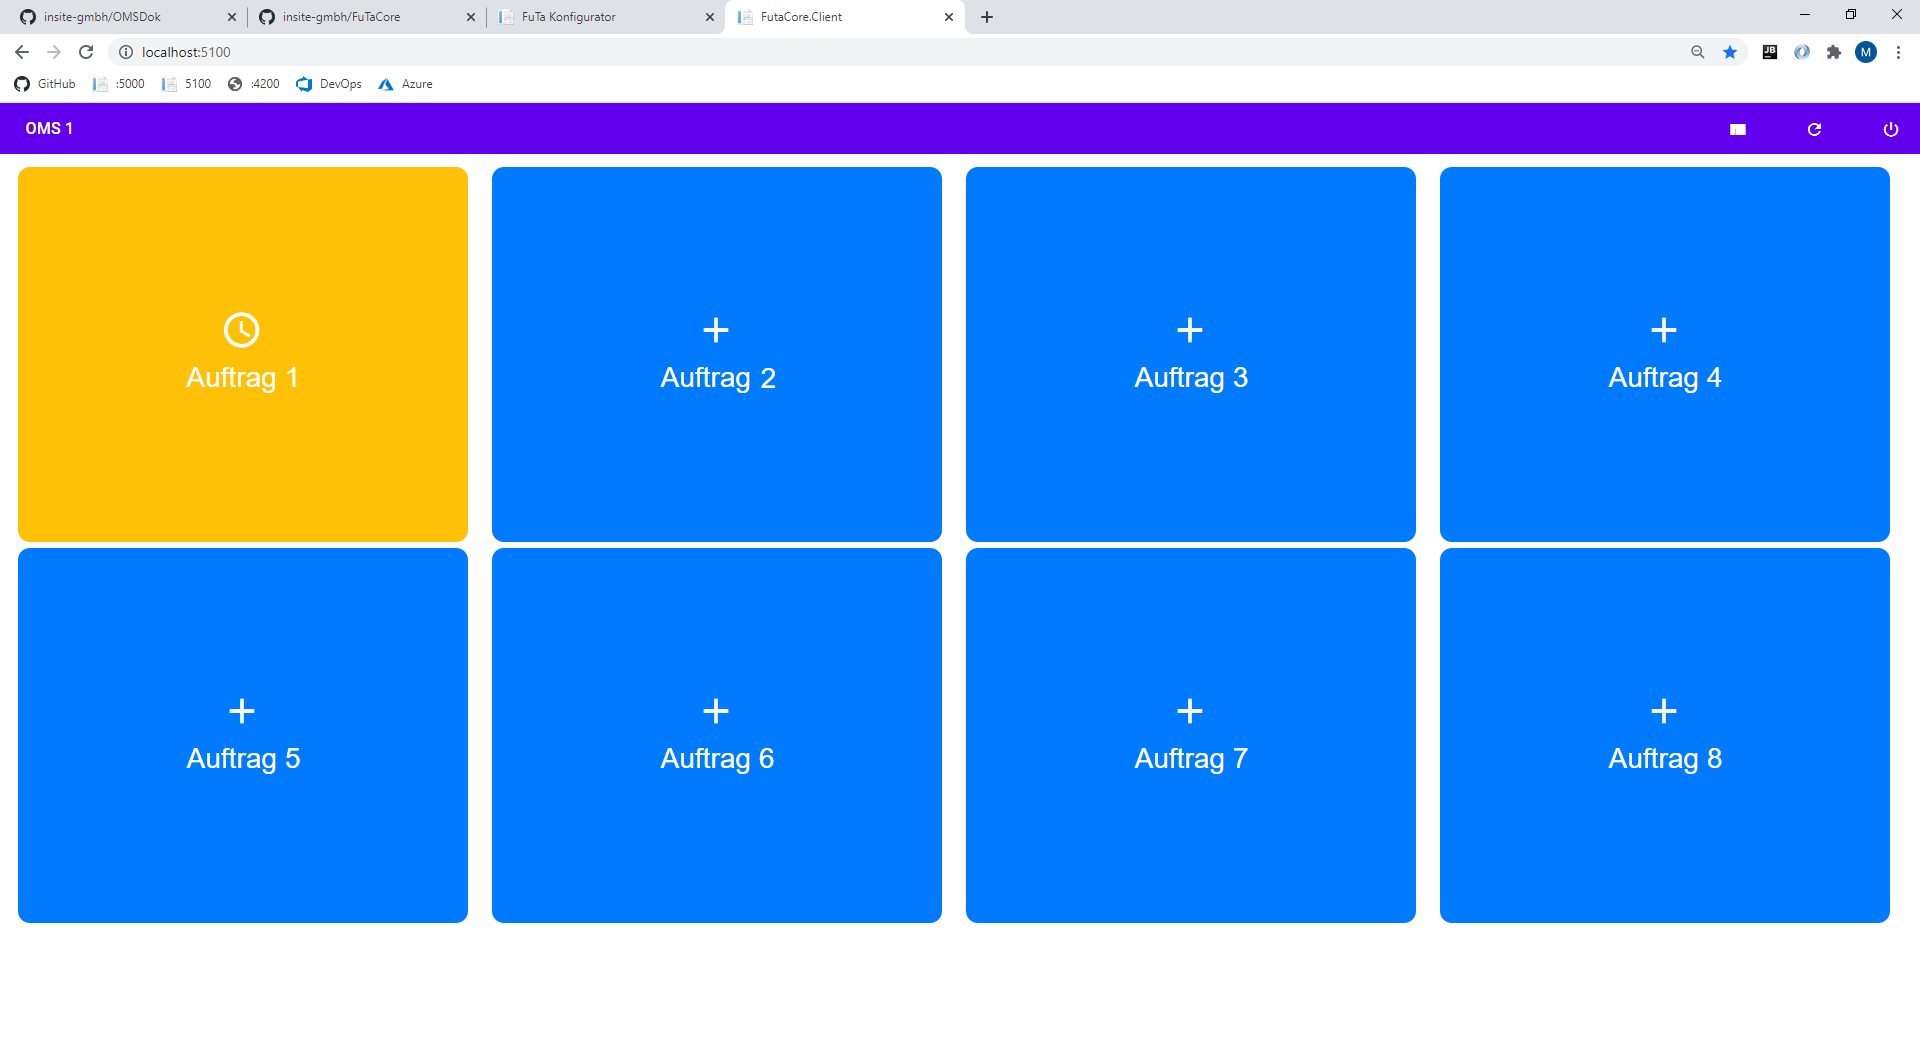 insite-gmbh/OMSDok
insite-gmbh/FuTaCore
FuTa Konfigurator
FutaCore.Client
localhost:5100
JB
M
GitHub
:5000
5100
:4200
DevOps
Azure
OMS 1
Auftrag 1
Auftrag 2
Auftrag 3
Auftrag 4
Auftrag 5
Auftrag 6
Auftrag 7
Auftrag 8